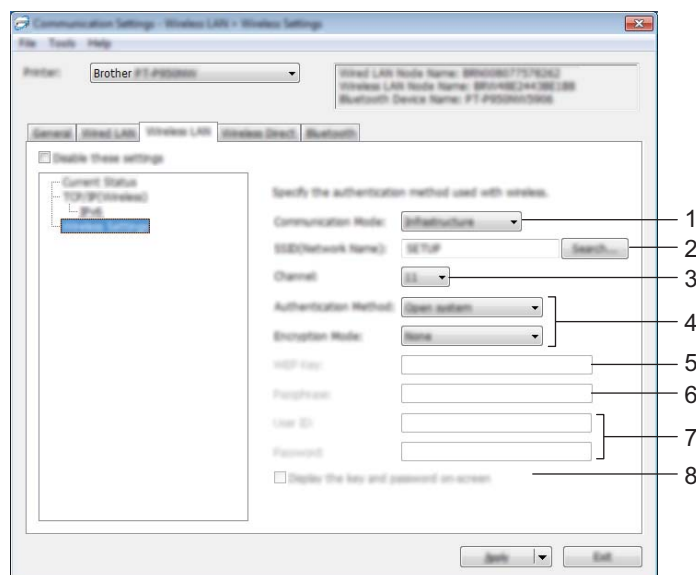 Communication Settings - Wireless LAN > Wireless Settings
File Tools Help
Printer:
Brother PT-P950NW
Wired LAN Node Name:
Wireless LAN Node Name:
Bluetooth Device Name:
General
Wired LAN
Wireless LAN
Wireless Direct
Bluetooth
Disable these settings
Current Status
TCP/IP(Wireless)
IPv6
Wireless Settings
Specify the authentication method used with wireless.
Communication Mode:
Infrastructure
1
SSID(Network Name):
SETUP
Search...
2
Channel:
11
3
Authentication Method:
Open system
4
Encryption Mode:
None
WEP Key:
5
Passphrase:
6
User ID:
7
Password:
Display the key and password on-screen
8
Apply
Exit